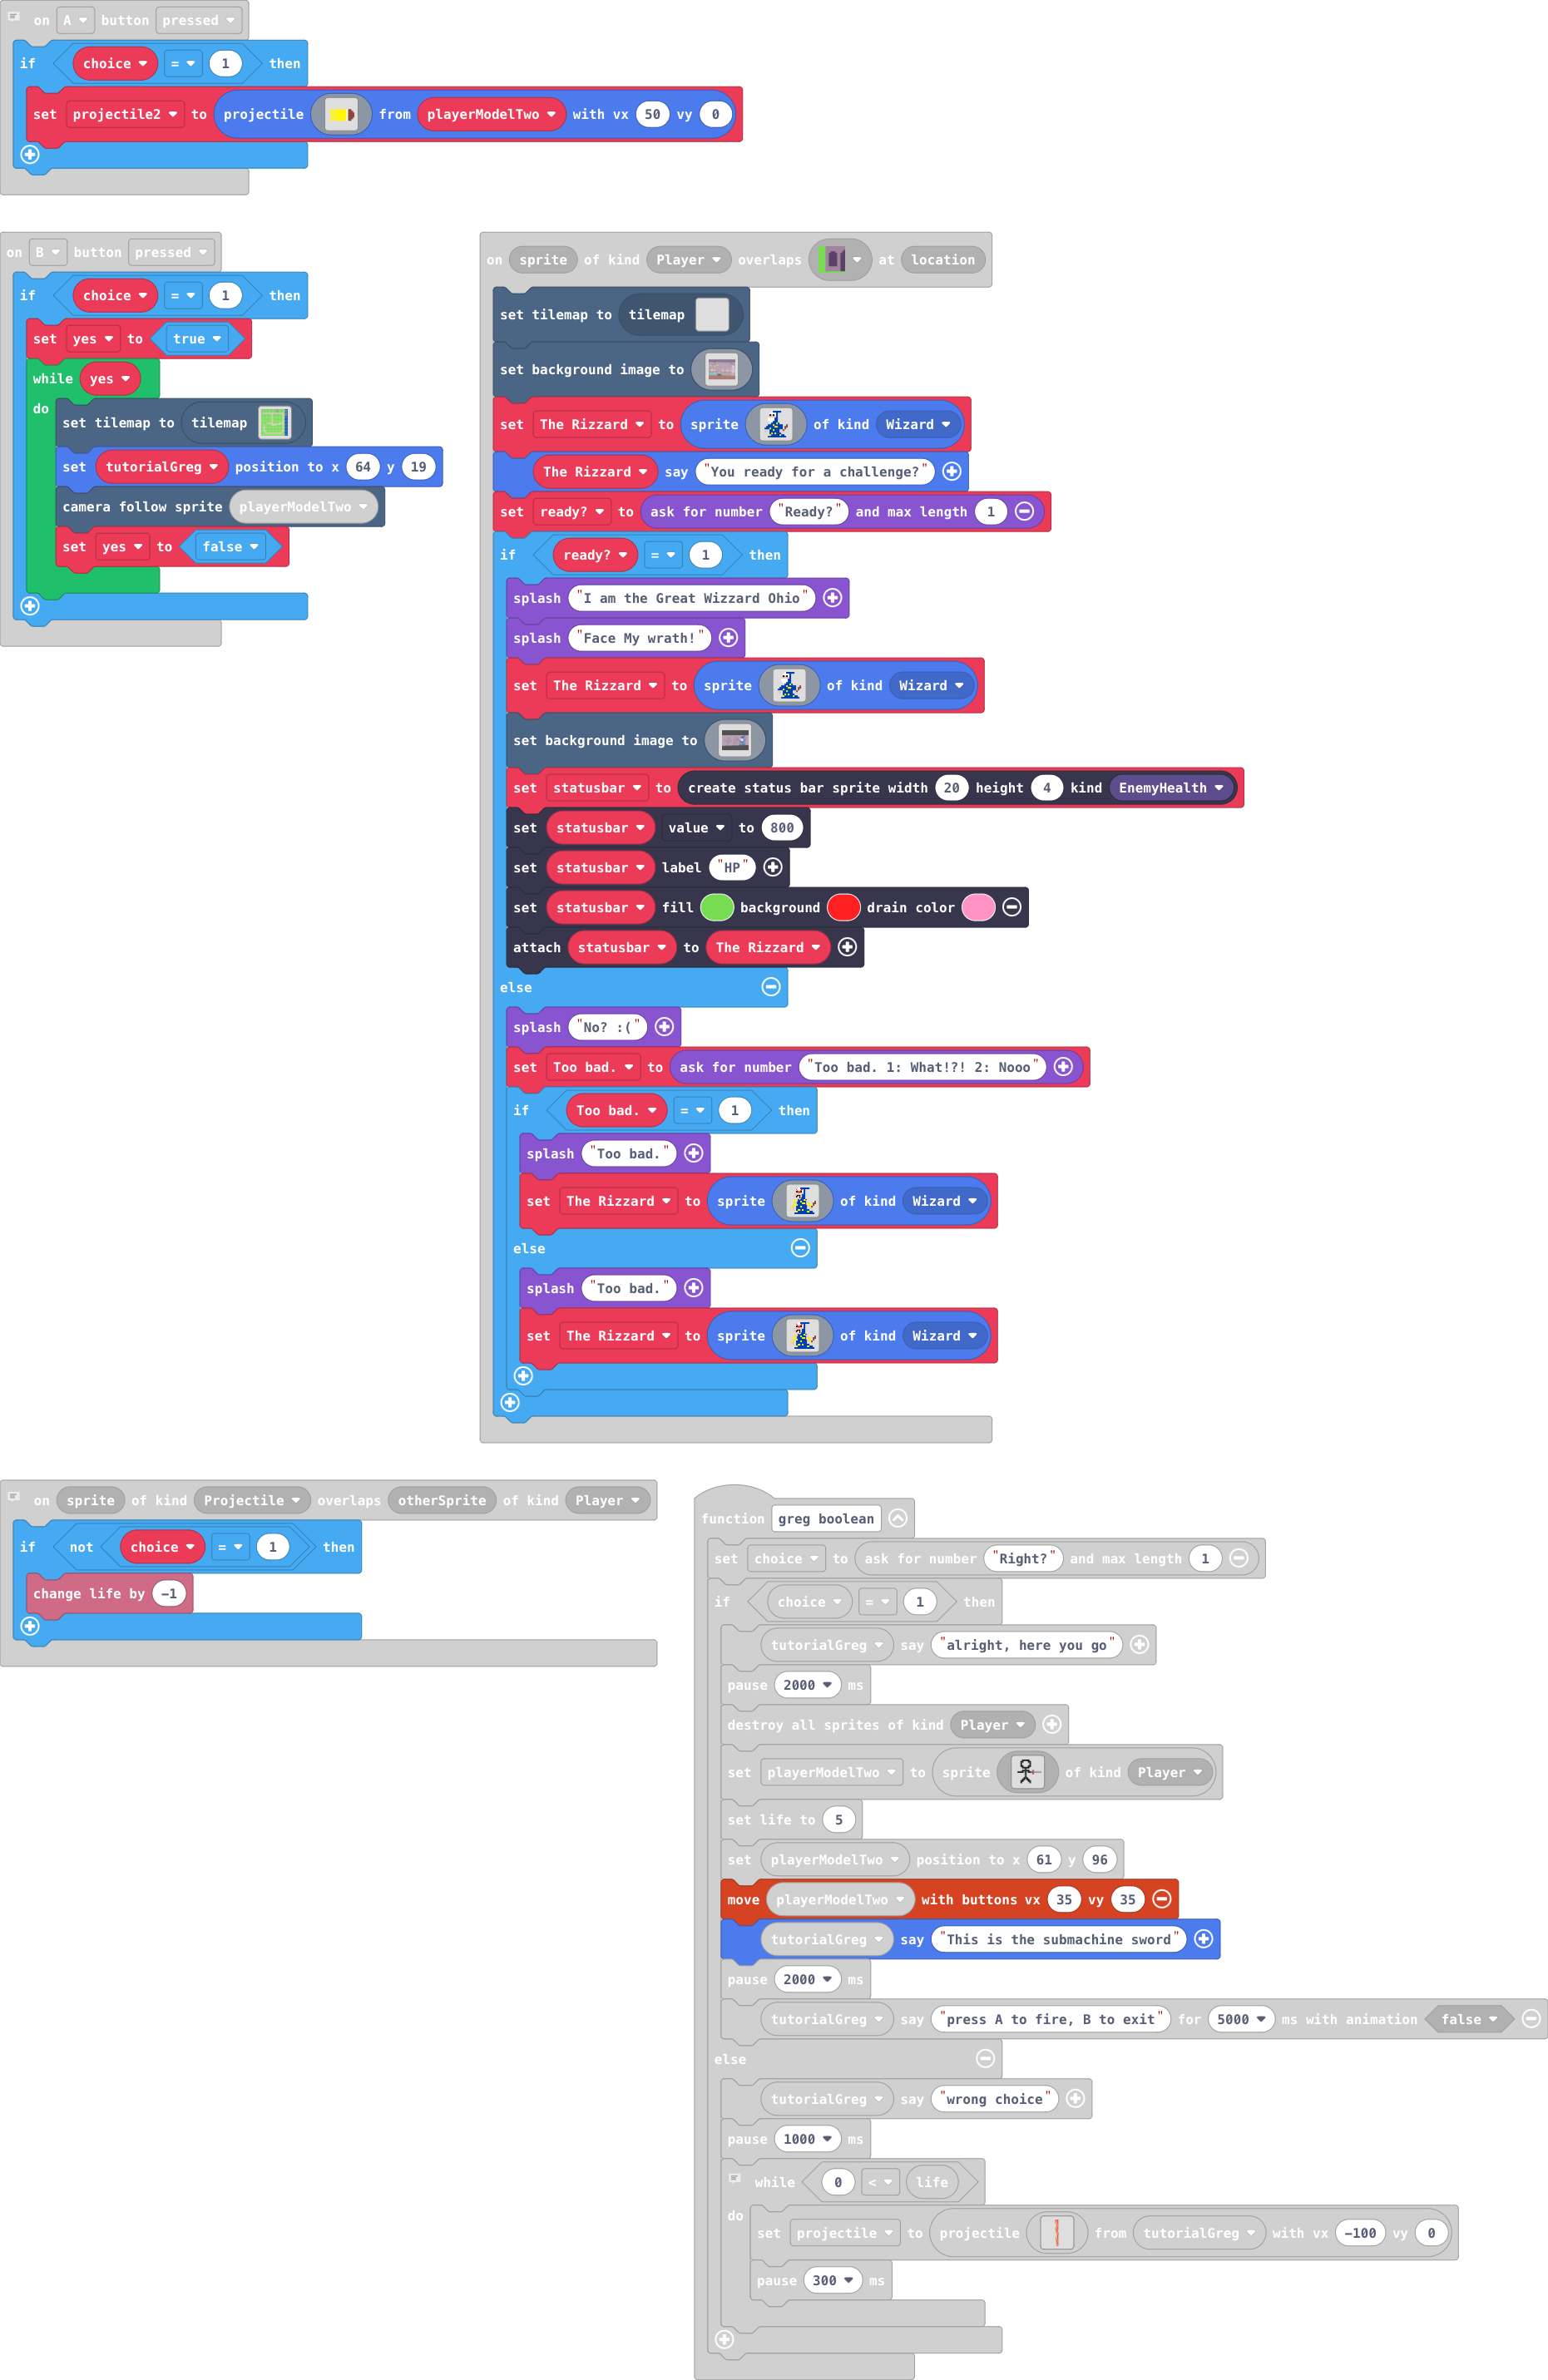 on A button pressed
if choice = 1 then
set projectile2 to projectile from playerModelTwo with vx 50 vy 0
on B button pressed
if choice = 1 then
set yes to true
while yes
do
set tilemap to tilemap
set tutorialGreg position to x 64 y 19
camera follow sprite playerModelTwo
set yes to false
on sprite of kind Player overlaps at location
set tilemap to tilemap
set background image to
set The Rizzard to sprite of kind Wizard
The Rizzard say "You ready for a challenge?"
set ready? to ask for number "Ready?" and max length 1
if ready? = 1 then
splash "I am the Great Wizzard Ohio"
splash "Face My wrath!"
set The Rizzard to sprite of kind Wizard
set background image to
set statusbar to create status bar sprite width 20 height 4 kind EnemyHealth
set statusbar value to 800
set statusbar label "HP"
set statusbar fill background drain color
attach statusbar to The Rizzard
else
splash "No? :("
set Too bad. to ask for number "Too bad. 1: What!?! 2: Nooo"
if Too bad. = 1 then
splash "Too bad."
set The Rizzard to sprite of kind Wizard
else
splash "Too bad."
set The Rizzard to sprite of kind Wizard
on sprite of kind Projectile overlaps otherSprite of kind Player
if not choice = 1 then
change life by -1
function greg boolean
set choice to ask for number "Right?" and max length 1
if choice = 1 then
tutorialGreg say "alright, here you go"
pause 2000 ms
destroy all sprites of kind Player
set playerModelTwo to sprite of kind Player
set life to 5
set playerModelTwo position to x 61 y 96
move playerModelTwo with buttons vx 35 vy 35
tutorialGreg say "This is the submachine sword"
pause 2000 ms
tutorialGreg say "press A to fire, B to exit" for 5000 ms with animation false
else
tutorialGreg say "wrong choice"
pause 1000 ms
while 0 < life
do
set projectile to projectile from tutorialGreg with vx -100 vy 0
pause 300 ms